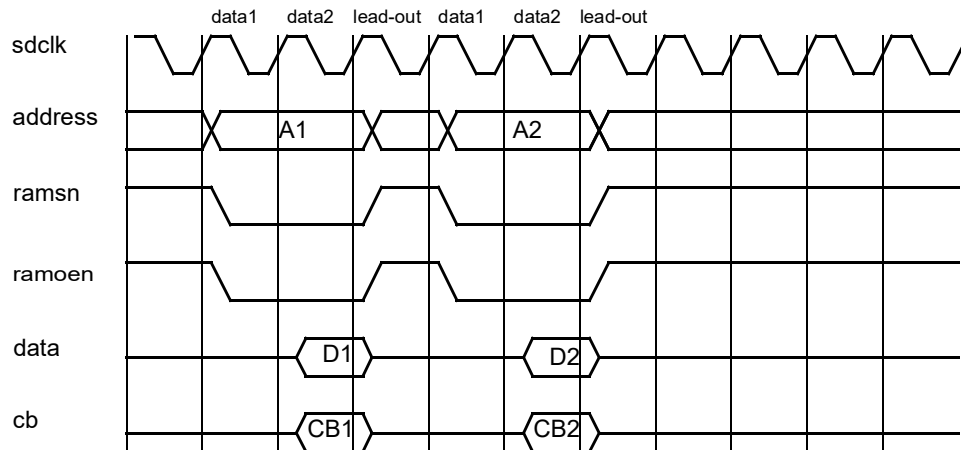 data1 data2 lead-out data1 data2 lead-out
sdclk
address A1 A2
ramsn
ramoen
data D1 D2
cb CB1 CB2